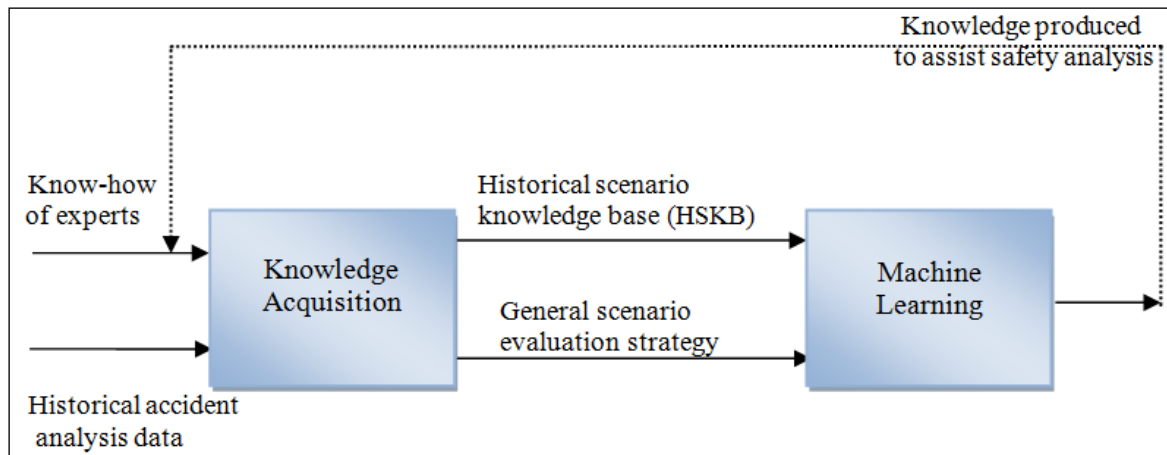 Knowledge produced
to assist safety analysis
Know-how
of experts
Historical scenario
knowledge base (HSKB)
Knowledge
Acquisition
Machine
Learning
General scenario
evaluation strategy
Historical accident
analysis data